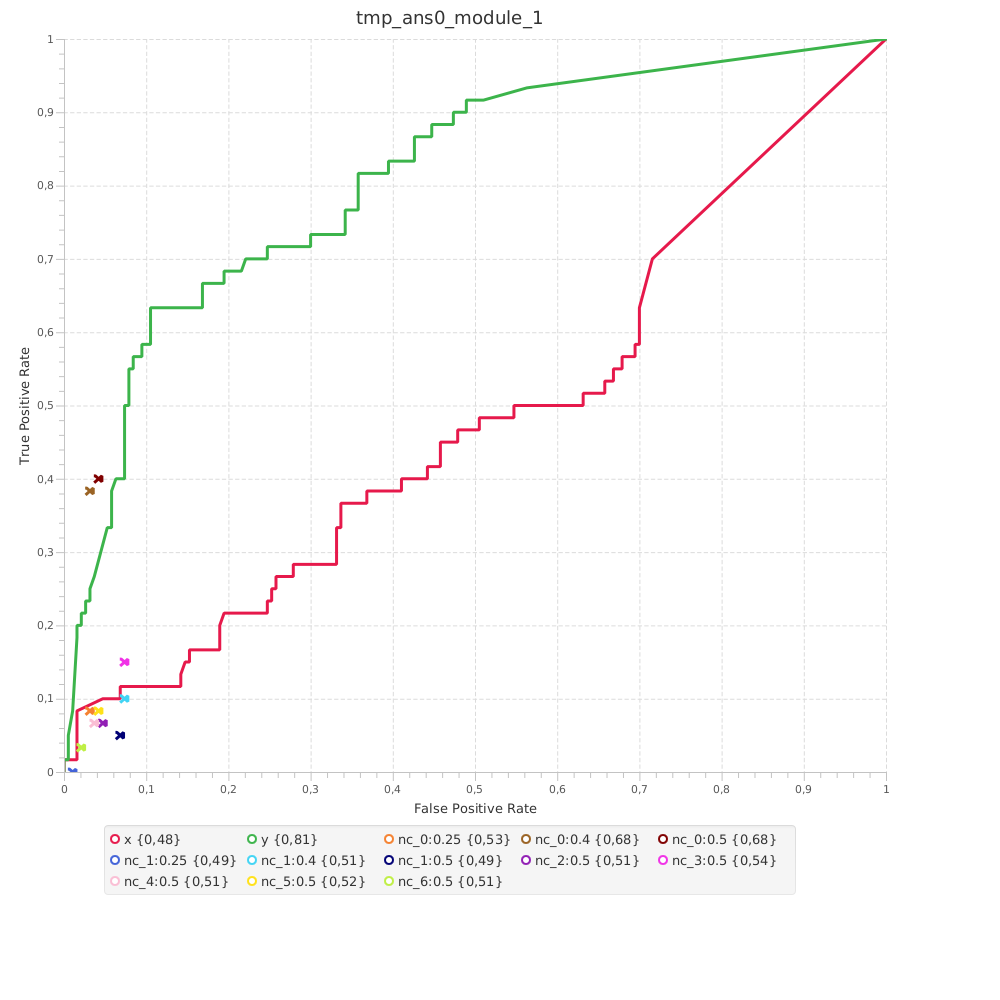 tmp_ans0_module_1
1
0,9
0,8
0,7
0,6
0,5
0,4
0,3
0,2
0,1
0
True Positive Rate
0 0,1 0,2 0,3 0,4 0,5 0,6 0,7 0,8 0,9 1
False Positive Rate
x {0,48} y {0,81} nc_0:0.25 {0,53} nc_0:0.4 {0,68} nc_0:0.5 {0,68}
nc_1:0.25 {0,49} nc_1:0.4 {0,51} nc_1:0.5 {0,49} nc_2:0.5 {0,51} nc_3:0.5 {0,54}
nc_4:0.5 {0,51} nc_5:0.5 {0,52} nc_6:0.5 {0,51}